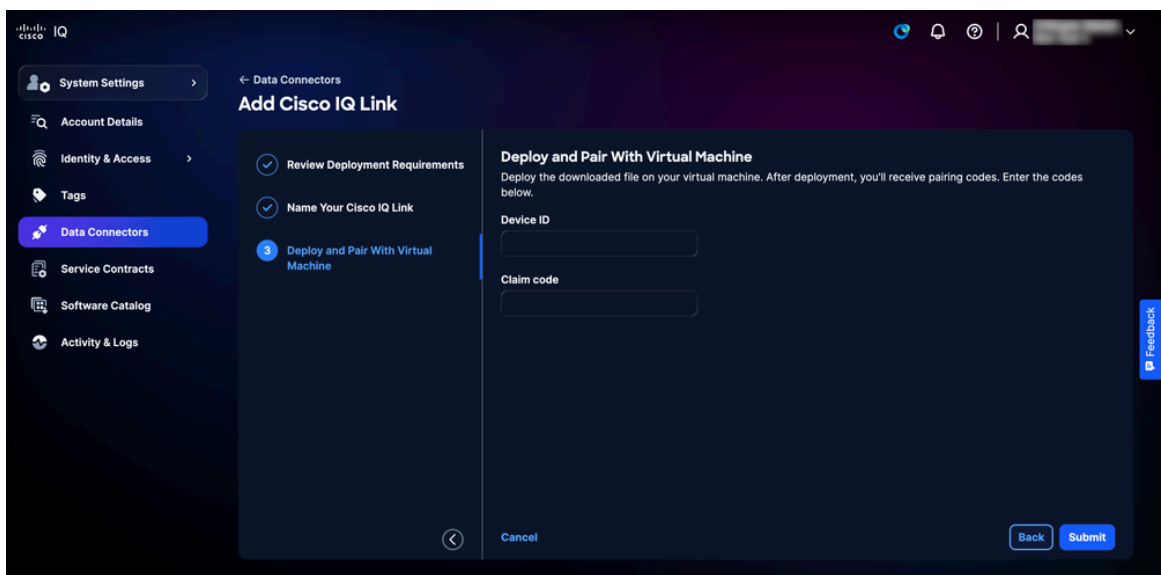 cisco IQ
System Settings
Account Details
Identity & Access
Tags
Data Connectors
Service Contracts
Software Catalog
Activity & Logs
← Data Connectors
Add Cisco IQ Link
Review Deployment Requirements
Name Your Cisco IQ Link
3 Deploy and Pair With Virtual
Machine
Deploy and Pair With Virtual Machine
Deploy the downloaded file on your virtual machine. After deployment, you'll receive pairing codes. Enter the codes
below.
Device ID
Claim code
Cancel
Back
Submit
Feedback